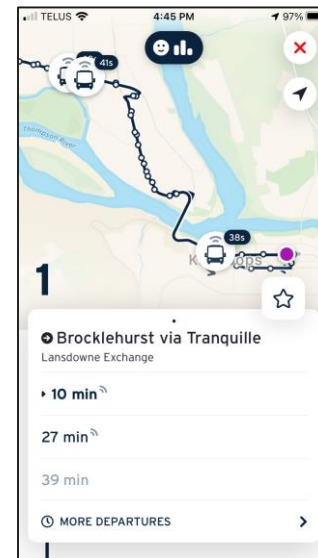 TELUS 4:45 PM 97%
41s
Thompson River
38s
1
Brocklehurst via Tranquille
Lansdowne Exchange
10 min
27 min
39 min
MORE DEPARTURES